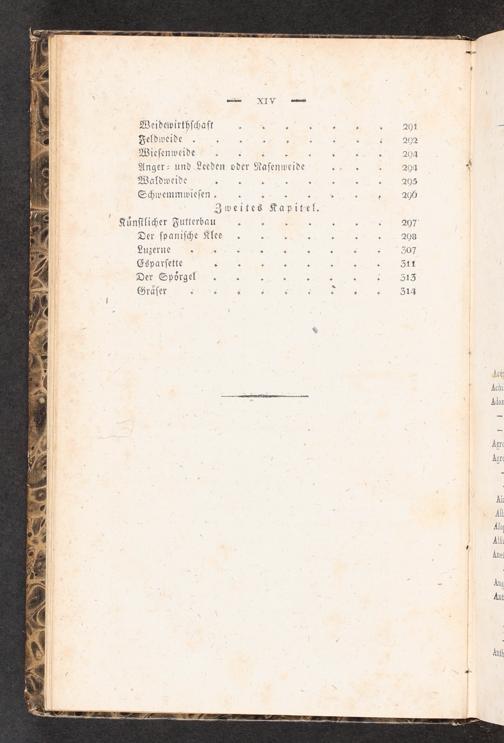 — XIV —
Weidewirthschaft . . . . . . . 291
Feldweide . . . . . . . . . 292
Wiesenweide . . . . . . . . 294
Anger- und Leeden oder Rasenweide . . . . 294
Waldweide . . . . . . . . 295
Schwemmwiesen . . . . . . . . 296
Zweites Kapitel.
Künstlicher Futterbau . . . . . . . 297
Der spanische Klee . . . . . . . 298
Luzerne . . . . . . . . . 307
Esparsette . . . . . . . . 311
Der Spörgel . . . . . . . . 313
Gräser . . . . . . . . . 314